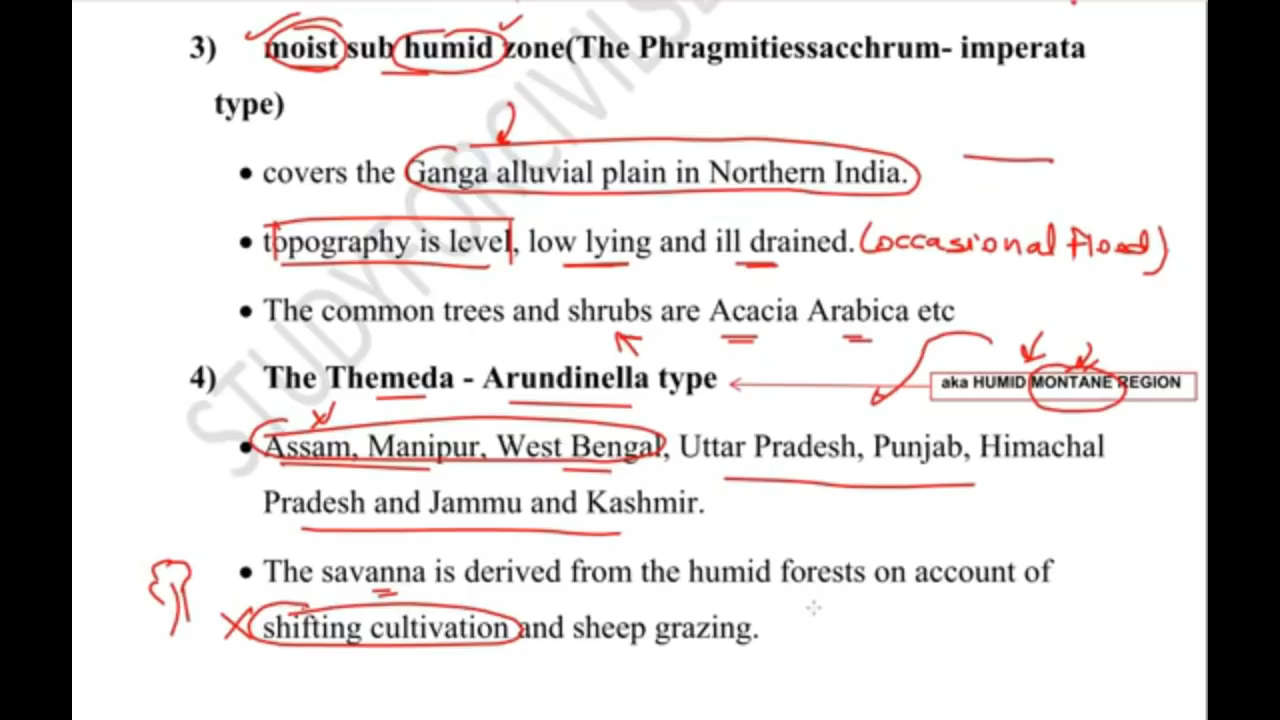 3) moist sub humid zone(The Phragmitiessacchrum- imperata
type)
• covers the Ganga alluvial plain in Northern India.
• topography is level, low lying and ill drained. (occasional flood)
• The common trees and shrubs are Acacia Arabica etc
4) The Themeda - Arundinella type
aka HUMID MONTANE REGION
• Assam, Manipur, West Bengal, Uttar Pradesh, Punjab, Himachal
Pradesh and Jammu and Kashmir.
• The savanna is derived from the humid forests on account of
shifting cultivation and sheep grazing.
STUDYFORCIVILSE